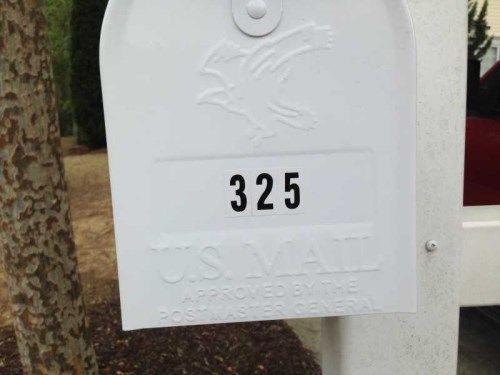 325
U.S. MAIL
APPROVED BY THE
POSTMASTER GENERAL